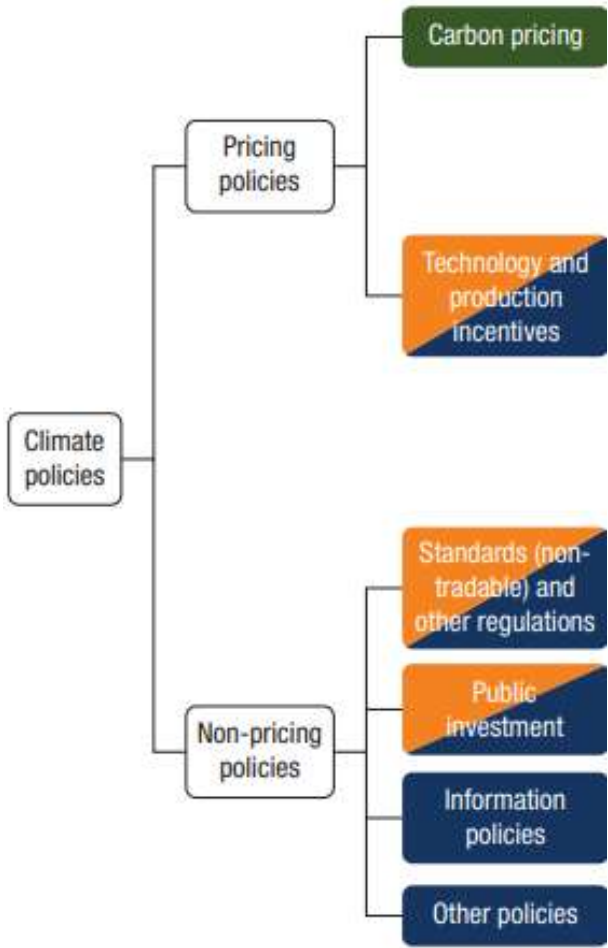 Carbon pricing
Pricing
policies
Technology and
production
incentives
Climate
policies
Standards (non-
tradable) and
other regulations
Public
investment
Non-pricing
policies
Information
policies
Other policies